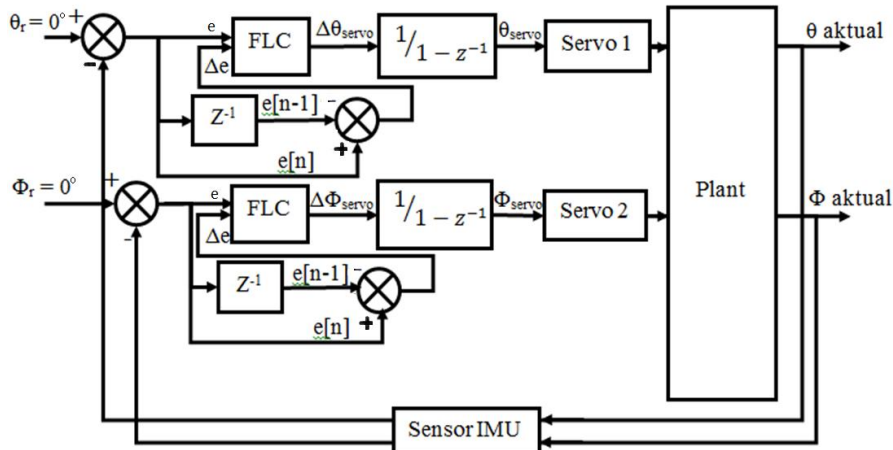 θr = 0°
+
-
e
Δe
FLC
Δθservo
1/1 − z⁻¹
θservo
Servo 1
Plant
θ aktual
Z⁻¹
e[n-1]
-
+
e[n]
Φr = 0°
+
-
e
Δe
FLC
ΔΦservo
1/1 − z⁻¹
Φservo
Servo 2
Φ aktual
Z⁻¹
e[n-1]
-
+
e[n]
Sensor IMU